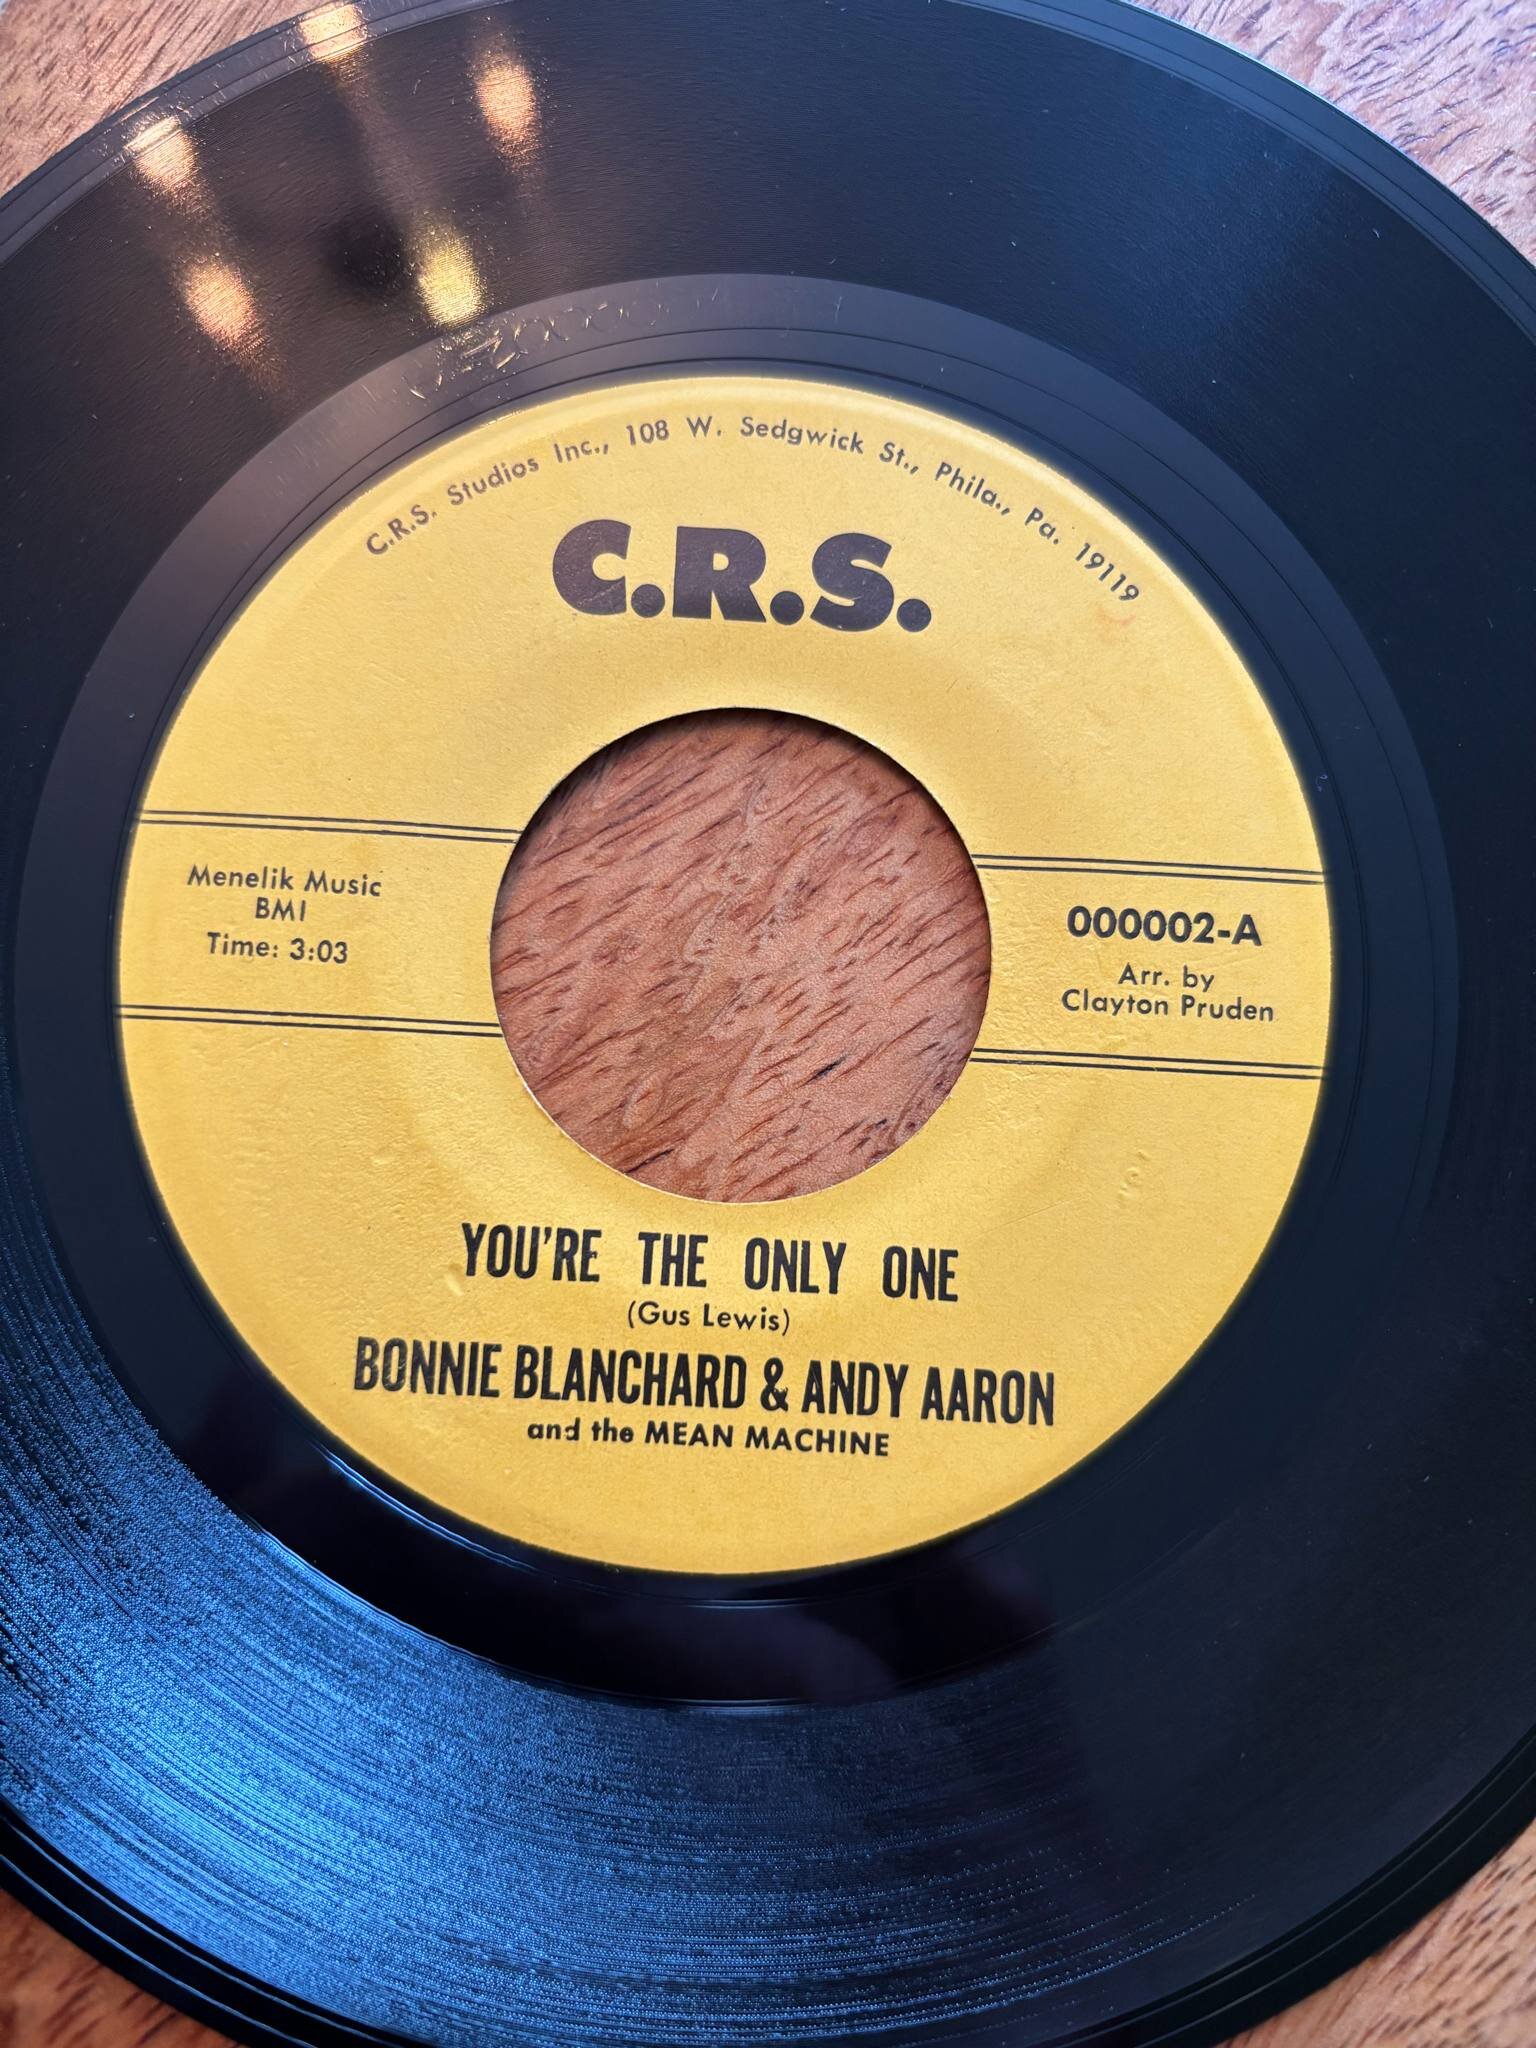 C.R.S. Studios Inc., 108 W. Sedgwick St., Phila., Pa. 19119
C.R.S.
Menelik Music
BMI
Time: 3:03
000002-A
Arr. by
Clayton Pruden
YOU'RE THE ONLY ONE
(Gus Lewis)
BONNIE BLANCHARD & ANDY AARON
and the MEAN MACHINE